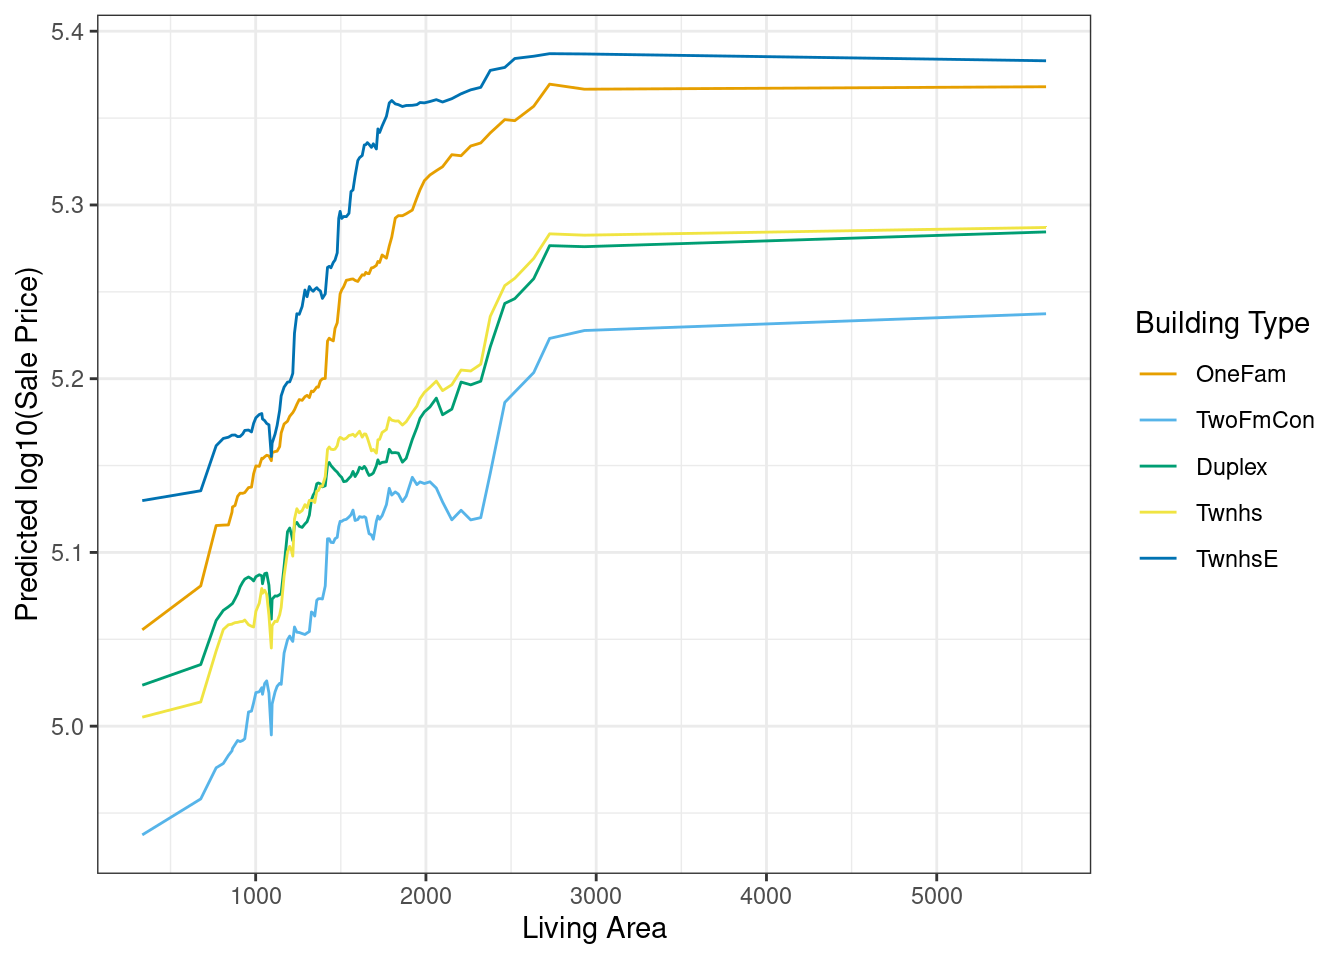 5.4
5.3
5.2
5.1
5.0
Predicted log10(Sale Price)
1000 2000 3000 4000 5000
Living Area
Building Type
OneFam
TwoFmCon
Duplex
Twnhs
TwnhsE